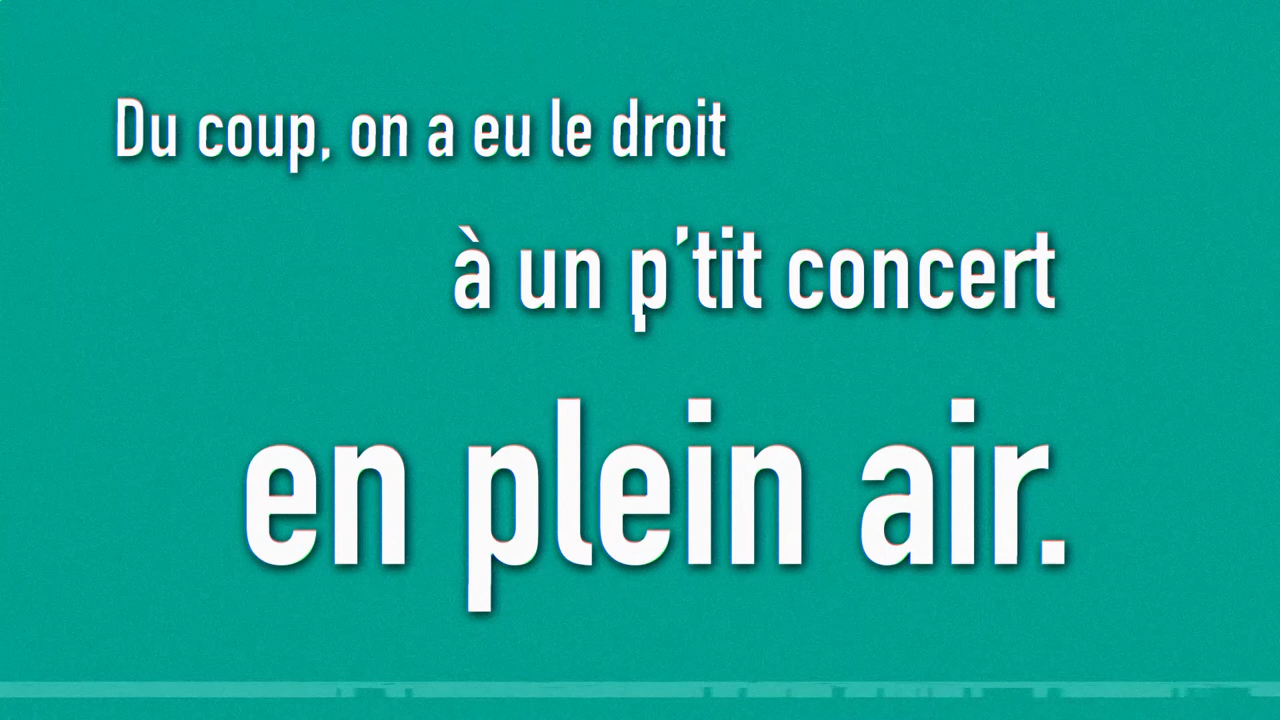 Du coup, on a eu le droit
à un p'tit concert
en plein air.